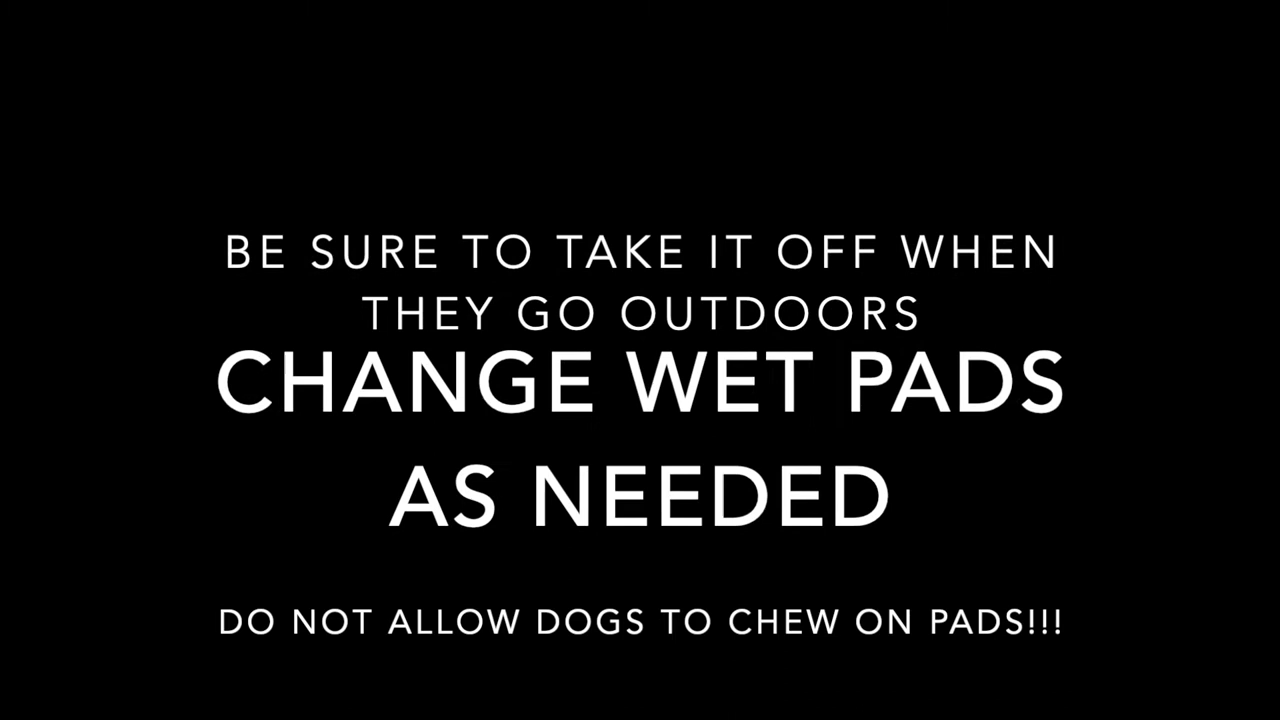 BE SURE TO TAKE IT OFF WHEN
THEY GO OUTDOORS
CHANGE WET PADS
AS NEEDED
DO NOT ALLOW DOGS TO CHEW ON PADS!!!